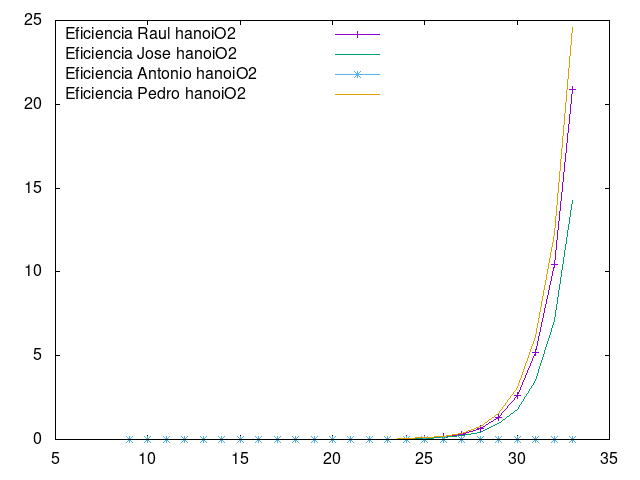 25
Eficiencia Raul hanoiO2
Eficiencia Jose hanoiO2
Eficiencia Antonio hanoiO2
Eficiencia Pedro hanoiO2
20
15
10
5
0
5 10 15 20 25 30 35